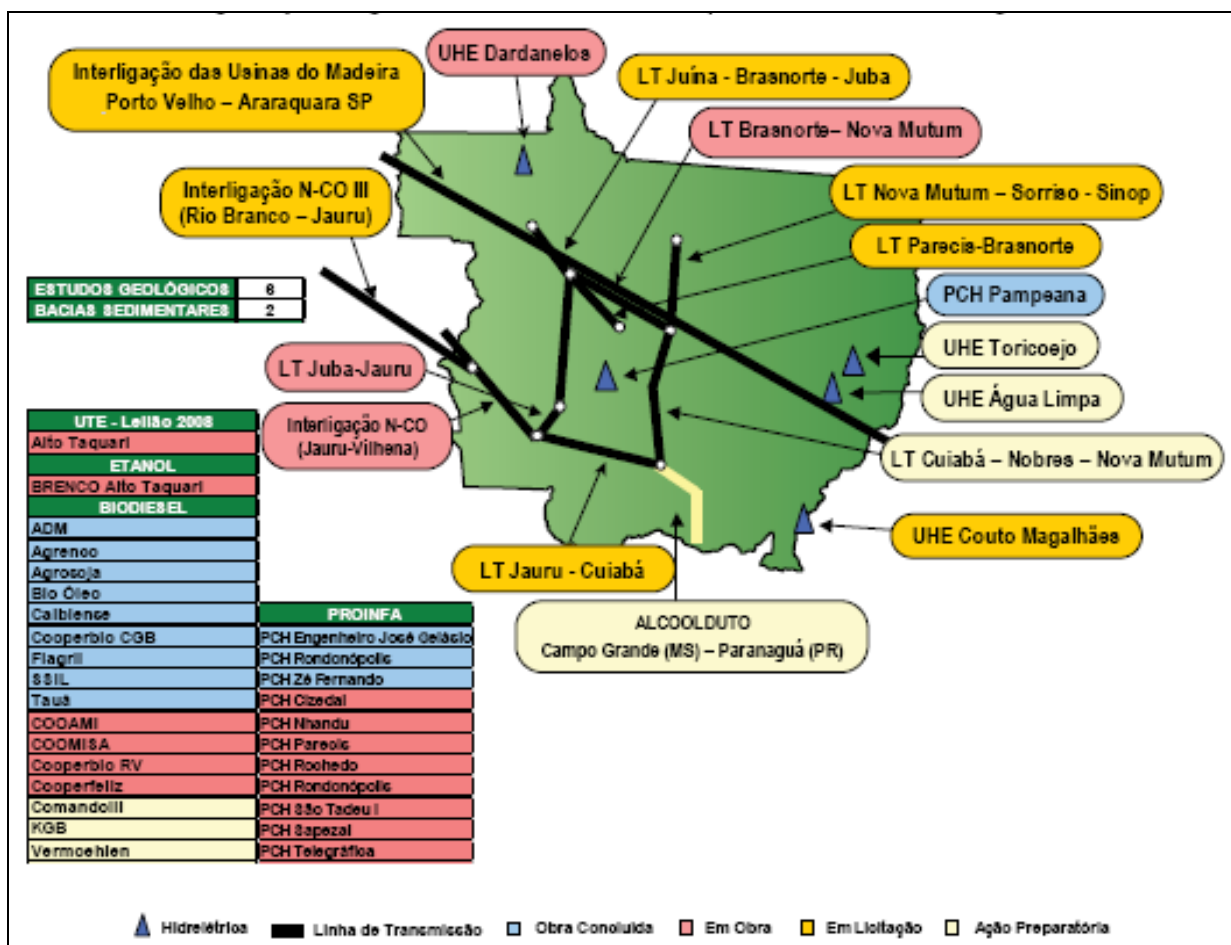 UHE Dardanelos
Interligação das Usinas do Madeira
Porto Velho – Araraquara SP
LT Juína - Brasnorte - Juba
LT Brasnorte– Nova Mutum
Interligação N-CO III
(Rio Branco – Jauru)
LT Nova Mutum – Sorriso - Sinop
LT Parecis-Brasnorte
PCH Pampeana
ESTUDOS GEOLÓGICOS 6
BACIAS SEDIMENTARES 2
UHE Toricoejo
LT Juba-Jauru
UHE Água Limpa
Interligação N-CO
(Jauru-Vilhena)
LT Cuiabá – Nobres – Nova Mutum
UHE Couto Magalhães
LT Jauru - Cuiabá
ALCOOLDUTO
Campo Grande (MS) – Paranaguá (PR)
UTE - Leilão 2008
Alto Taquari
ETANOL
BRENCO Alto Taquari
BIODIESEL
ADM
Agrenco
Agrosoja
Bio Óleo
Caibiense
Cooperbio CGB
Fiagril
SSIL
Tauá
COOAMI
COOMISA
Cooperbio RV
Cooperfeliz
Comandolli
KGB
Vermoehlen
PROINFA
PCH Engenheiro José Gelásio
PCH Rondonópolis
PCH Zé Fernando
PCH Cizedal
PCH Nhandu
PCH Parecis
PCH Rochedo
PCH Rondonópolis
PCH São Tadeu I
PCH Sapezal
PCH Telegráfica
Hidrelétrica
Linha de Transmissão
Obra Concluída
Em Obra
Em Licitação
Ação Preparatória